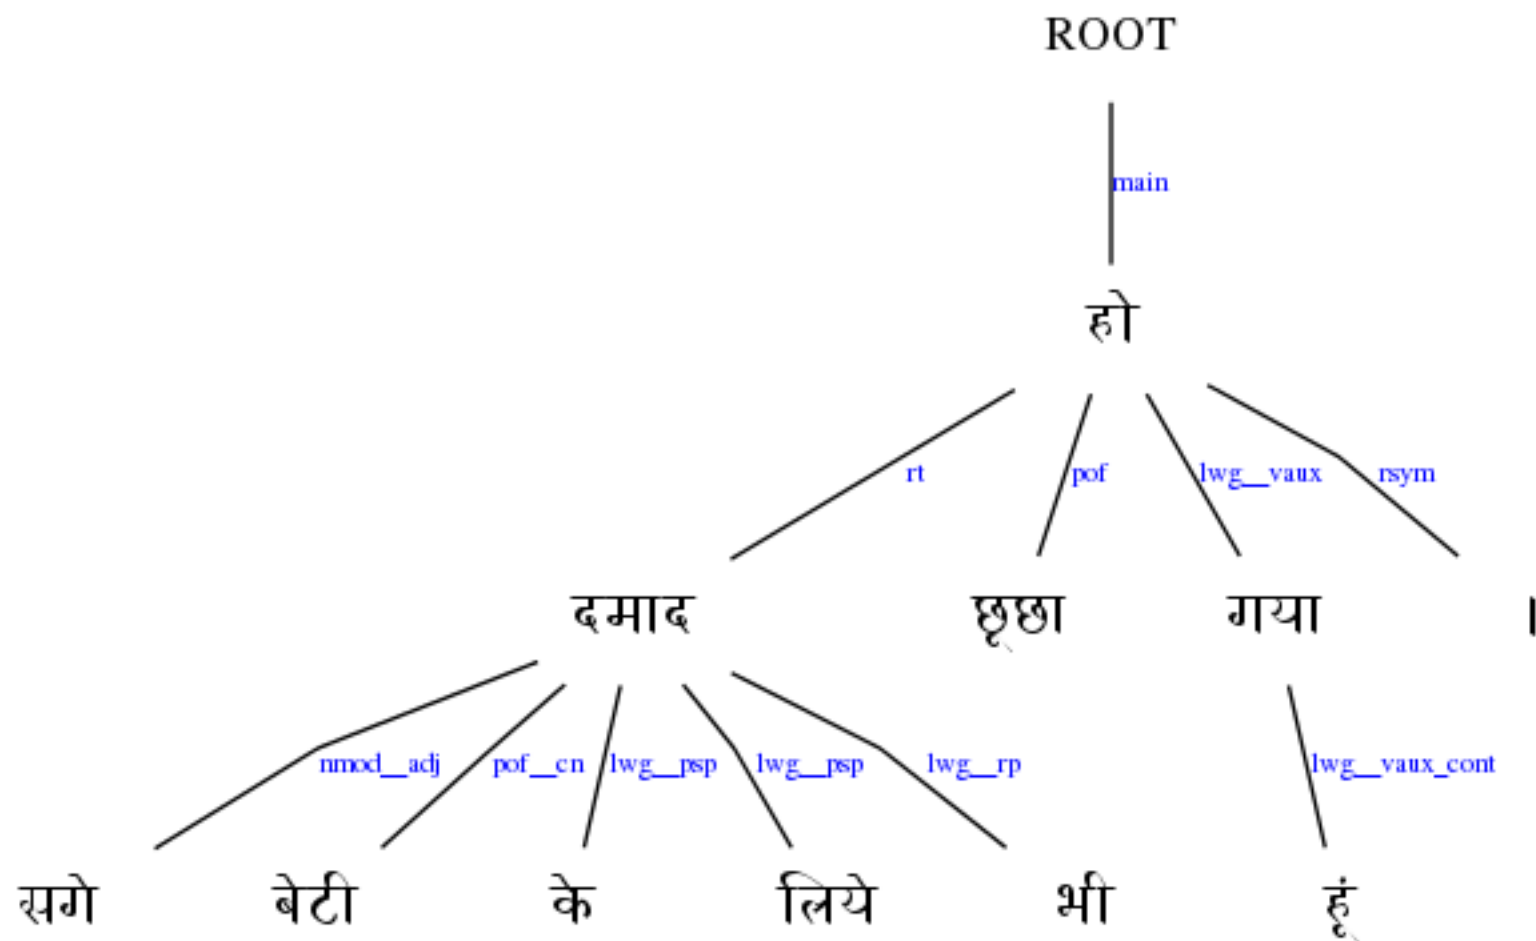 ROOT
main
हो
rt pof lwg__vaux rsym
दमाद छृछा गया ।
nmod__adj pof__cn lwg__psp lwg__psp lwg__rp lwg__vaux_cont
सगे बेटी के लिये भी हूं